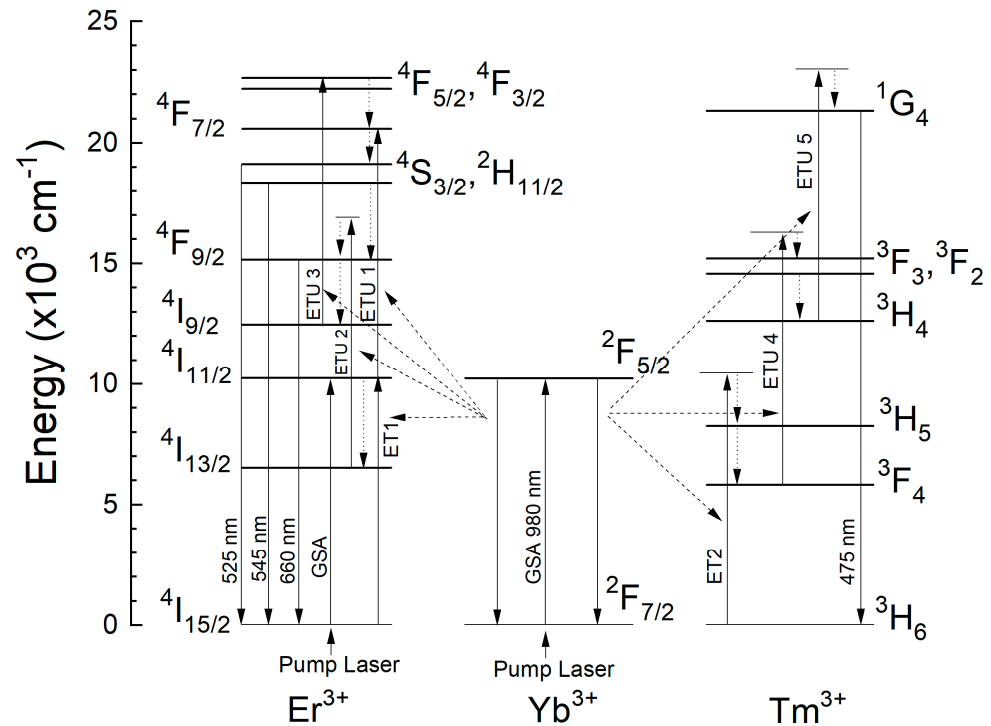 Energy (x10³ cm⁻¹)
25
20
15
10
5
0
⁴F₅/₂, ⁴F₃/₂
⁴F₇/₂
⁴S₃/₂, ²H₁₁/₂
⁴F₉/₂
⁴I₉/₂
⁴I₁₁/₂
⁴I₁₃/₂
⁴I₁₅/₂
ETU 3
ETU 1
ETU 2
ET1
525 nm
545 nm
660 nm
GSA
Pump Laser
Er³⁺
²F₅/₂
GSA 980 nm
²F₇/₂
Pump Laser
Yb³⁺
¹G₄
ETU 5
³F₃, ³F₂
³H₄
ETU 4
³H₅
³F₄
ET2
475 nm
³H₆
Tm³⁺